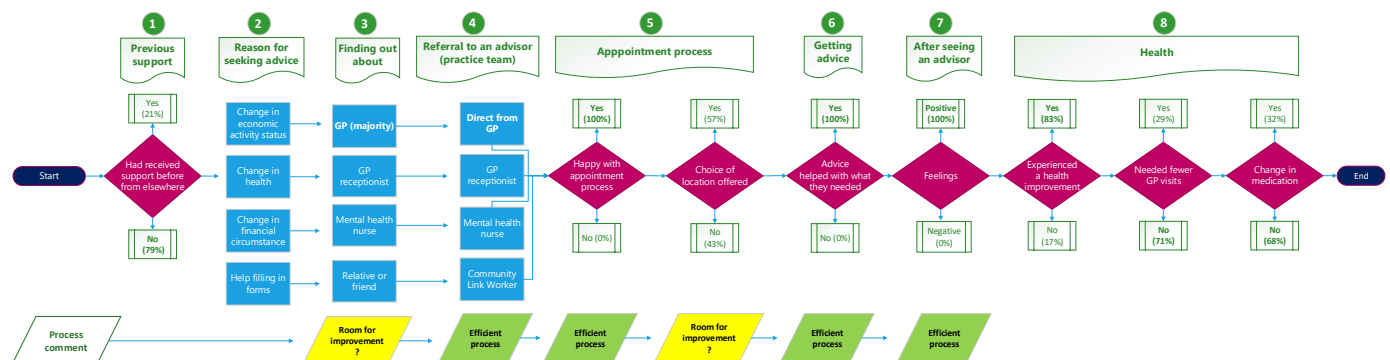 1
2
3
4
5
6
7
8
Previous
support
Reason for
seeking advice
Finding out
about
Referral to an advisor
(practice team)
Apppointment process
Getting
advice
After seeing
an advisor
Health
Yes
(21%)
Change in
economic
activity status
GP (majority)
Direct from
GP
Yes
(100%)
Yes
(57%)
Yes
(100%)
Positive
(100%)
Yes
(83%)
Yes
(29%)
Yes
(32%)
Start
Had received
support before
from elsewhere
Change in
health
GP
receptionist
GP
receptionist
Happy with
appointment
process
Choice of
location offered
Advice
helped with what
they needed
Feelings
Experienced
a health
improvement
Needed fewer
GP visits
Change in
medication
End
No
(79%)
Change in
financial
circumstance
Mental health
nurse
Mental health
nurse
No (0%)
No
(43%)
No (0%)
Negative
(0%)
No
(17%)
No
(71%)
No
(68%)
Help filling in
forms
Relative or
friend
Community
Link Worker
Process
comment
Room for
improvement
?
Efficient
process
Efficient
process
Room for
improvement
?
Efficient
process
Efficient
process